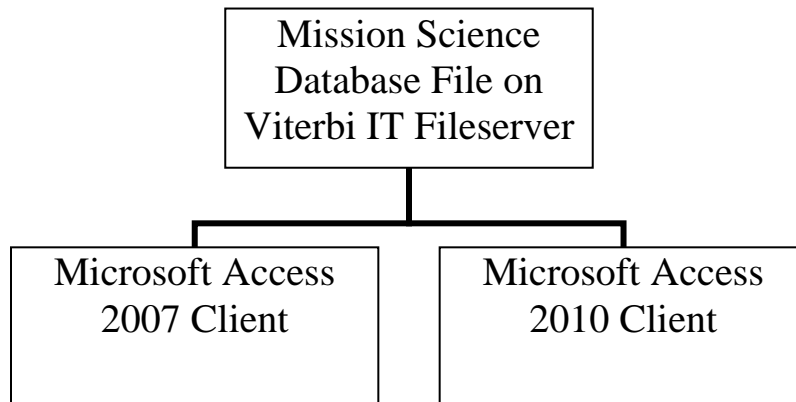 Mission Science
Database File on
Viterbi IT Fileserver
Microsoft Access
2007 Client
Microsoft Access
2010 Client